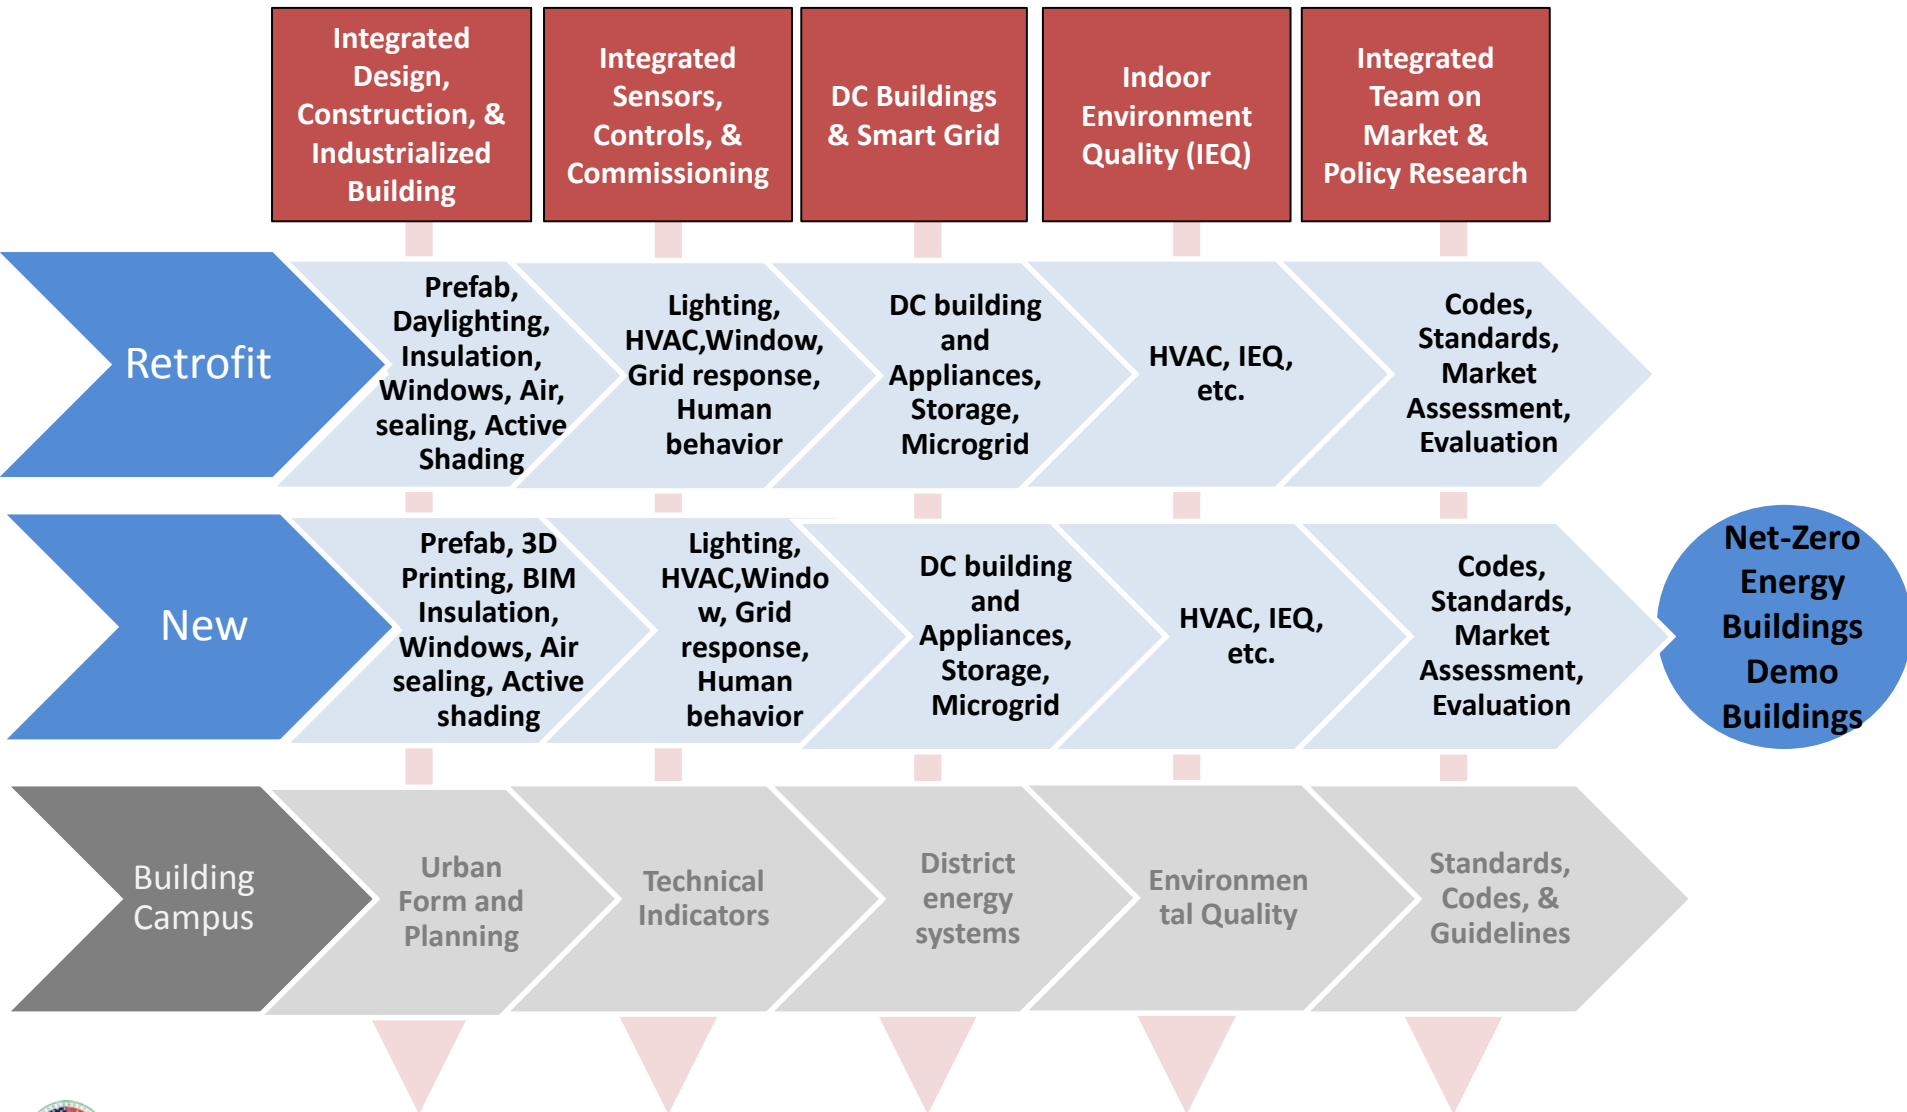 Integrated
Design,
Construction, &
Industrialized
Building
Integrated
Sensors,
Controls, &
Commissioning
DC Buildings
& Smart Grid
Indoor
Environment
Quality (IEQ)
Integrated
Team on
Market &
Policy Research
Retrofit
Prefab,
Daylighting,
Insulation,
Windows, Air,
sealing, Active
Shading
Lighting,
HVAC,Window,
Grid response,
Human
behavior
DC building
and
Appliances,
Storage,
Microgrid
HVAC, IEQ,
etc.
Codes,
Standards,
Market
Assessment,
Evaluation
New
Prefab, 3D
Printing, BIM
Insulation,
Windows, Air
sealing, Active
shading
Lighting,
HVAC,Windo
w, Grid
response,
Human
behavior
DC building
and
Appliances,
Storage,
Microgrid
HVAC, IEQ,
etc.
Codes,
Standards,
Market
Assessment,
Evaluation
Net-Zero
Energy
Buildings
Demo
Buildings
Building
Campus
Urban
Form and
Planning
Technical
Indicators
District
energy
systems
Environmen
tal Quality
Standards,
Codes, &
Guidelines